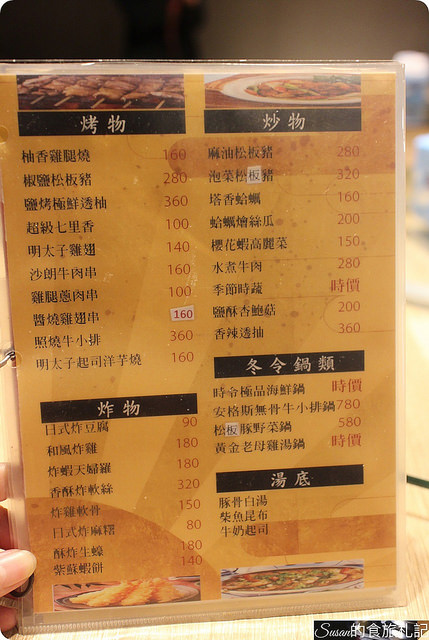 烤物
柚香雞腿燒 160
椒鹽松板豬 280
鹽烤極鮮透柚 360
超級七里香 100
明太子雞翅 140
沙朗牛肉串 160
雞腿蔥肉串 100
醬燒雞翅串 160
照燒牛小排 360
明太子起司洋芋燒 160
炸物
日式炸豆腐 90
和風炸雞 180
炸蝦天婦羅 180
香酥炸軟絲 320
炸雞軟骨 150
日式炸麻糬 80
酥炸生蠔 180
紫蘇蝦餅 140
炒物
麻油松板豬 280
泡菜松板豬 320
塔香蛤蠣 160
蛤蠣燴絲瓜 200
櫻花蝦高麗菜 150
水煮牛肉 280
季節時蔬 時價
鹽酥杏鮑菇 200
香辣透抽 360
冬令鍋類
時令極品海鮮鍋 時價
安格斯無骨牛小排鍋 780
松板豚野菜鍋 580
黃金老母雞湯鍋 時價
湯底
豚骨白湯
柴魚昆布
牛奶起司
Susan的食旅札記